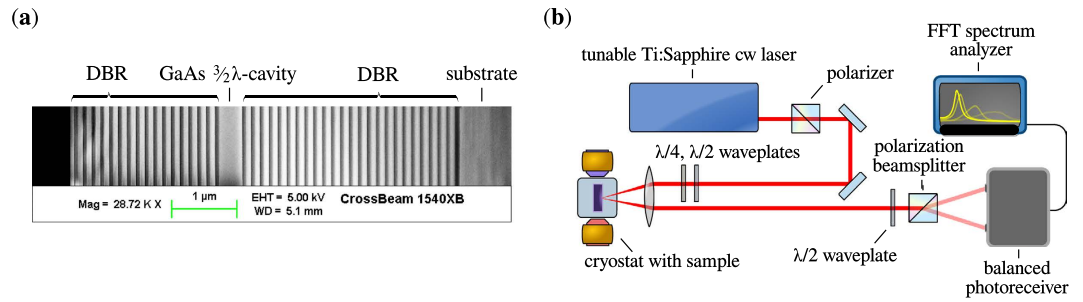 (a)
DBR GaAs 3/2λ-cavity DBR substrate
Mag = 28.72 K X
1 µm
EHT = 5.00 kV
WD = 5.1 mm
CrossBeam 1540XB
(b)
tunable Ti:Sapphire cw laser
polarizer
FFT spectrum
analyzer
λ/4, λ/2 waveplates
polarization
beamsplitter
cryostat with sample
λ/2
waveplate
balanced
photoreceiver